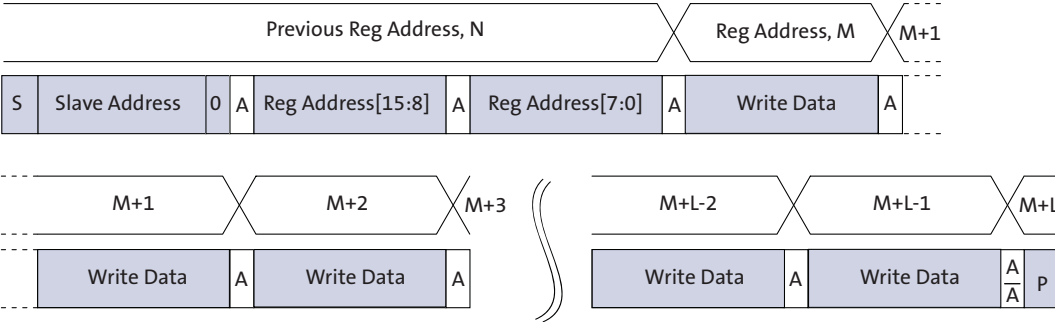 Previous Reg Address, N Reg Address, M M+1
S Slave Address 0 A Reg Address[15:8] A Reg Address[7:0] A Write Data A
M+1 M+2 M+3 M+L-2 M+L-1 M+L
Write Data A Write Data A Write Data A Write Data A A P